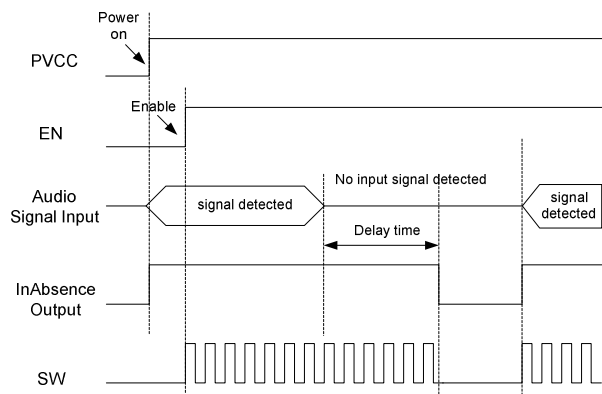 Power
on
PVCC
Enable
EN
No input signal detected
Audio
Signal Input
signal detected
signal
detected
Delay time
InAbsence
Output
SW